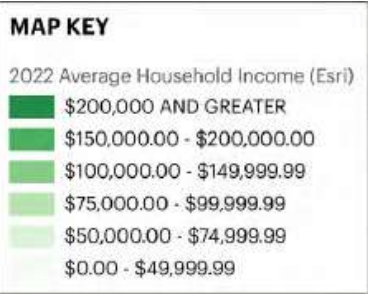 MAP KEY
2022 Average Household Income (Esri)
$200,000 AND GREATER
$150,000.00 - $200,000.00
$100,000.00 - $149,999.99
$75,000.00 - $99,999.99
$50,000.00 - $74,999.99
$0.00 - $49,999.99